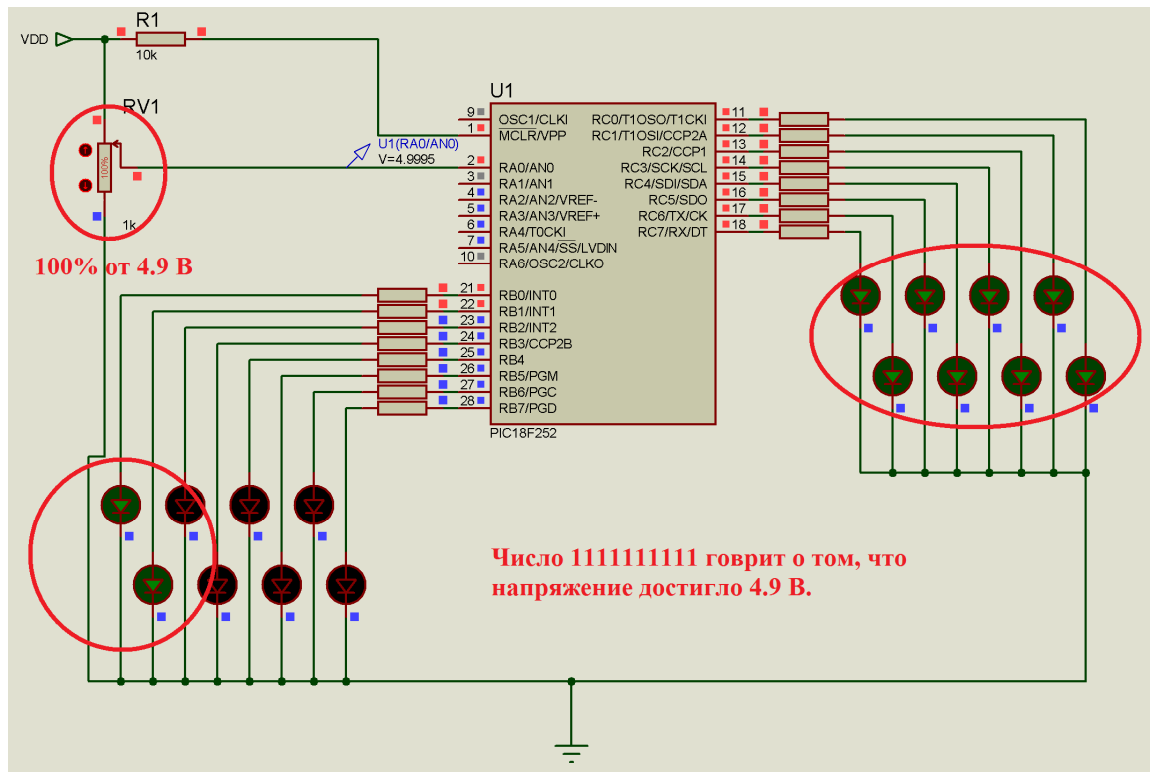 VDD
R1
10k
RV1
100%
1k
100% от 4.9 В
U1(RA0/AN0)
V=4.9995
U1
9 OSC1/CLKI
1 MCLR/VPP
2 RA0/AN0
3 RA1/AN1
4 RA2/AN2/VREF-
5 RA3/AN3/VREF+
6 RA4/T0CKI
7 RA5/AN4/SS/LVDIN
10 RA6/OSC2/CLKO
21 RB0/INT0
22 RB1/INT1
23 RB2/INT2
24 RB3/CCP2B
25 RB4
26 RB5/PGM
27 RB6/PGC
28 RB7/PGD
RC0/T1OSO/T1CKI 11
RC1/T1OSI/CCP2A 12
RC2/CCP1 13
RC3/SCK/SCL 14
RC4/SDI/SDA 15
RC5/SDO 16
RC6/TX/CK 17
RC7/RX/DT 18
PIC18F252
Число 1111111111 говрит о том, что
напряжение достигло 4.9 В.